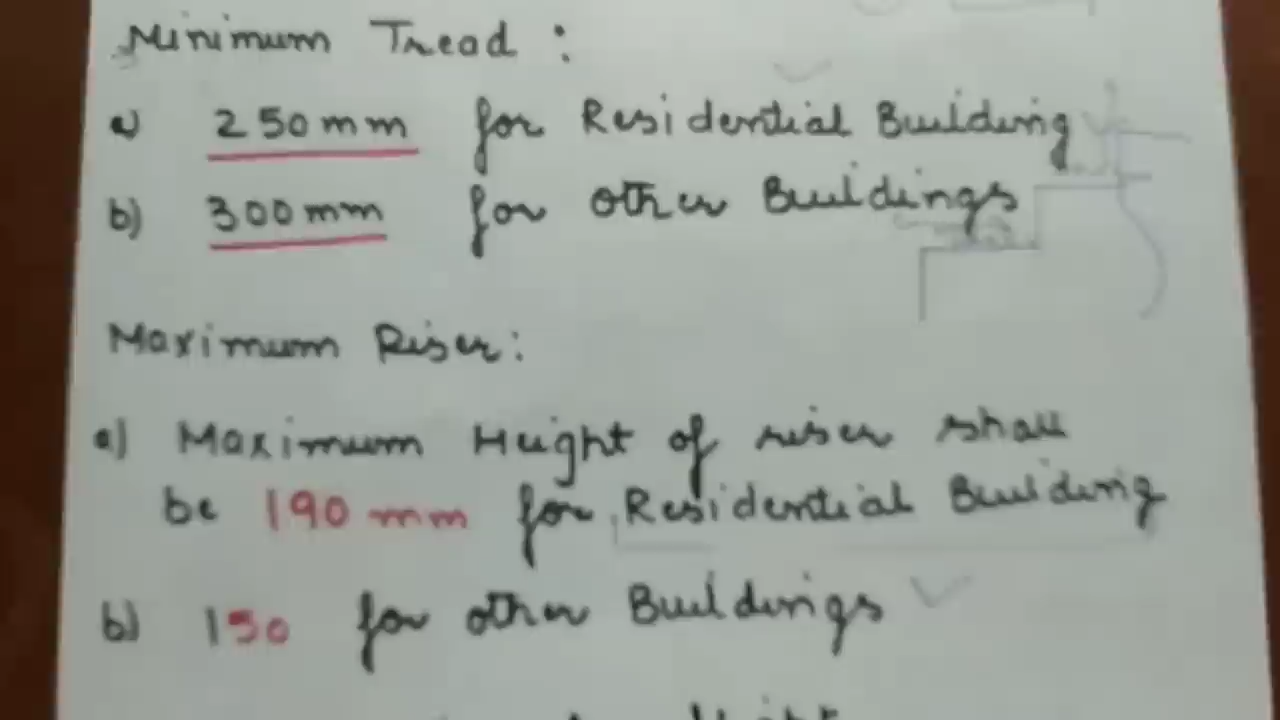 Minimum Tread :
a) 250mm for Residential Building
b) 300mm for other Buildings
Maximum Riser:
a) Maximum Height of riser shall
be 190 mm for Residential Building
b) 150 for other Buildings